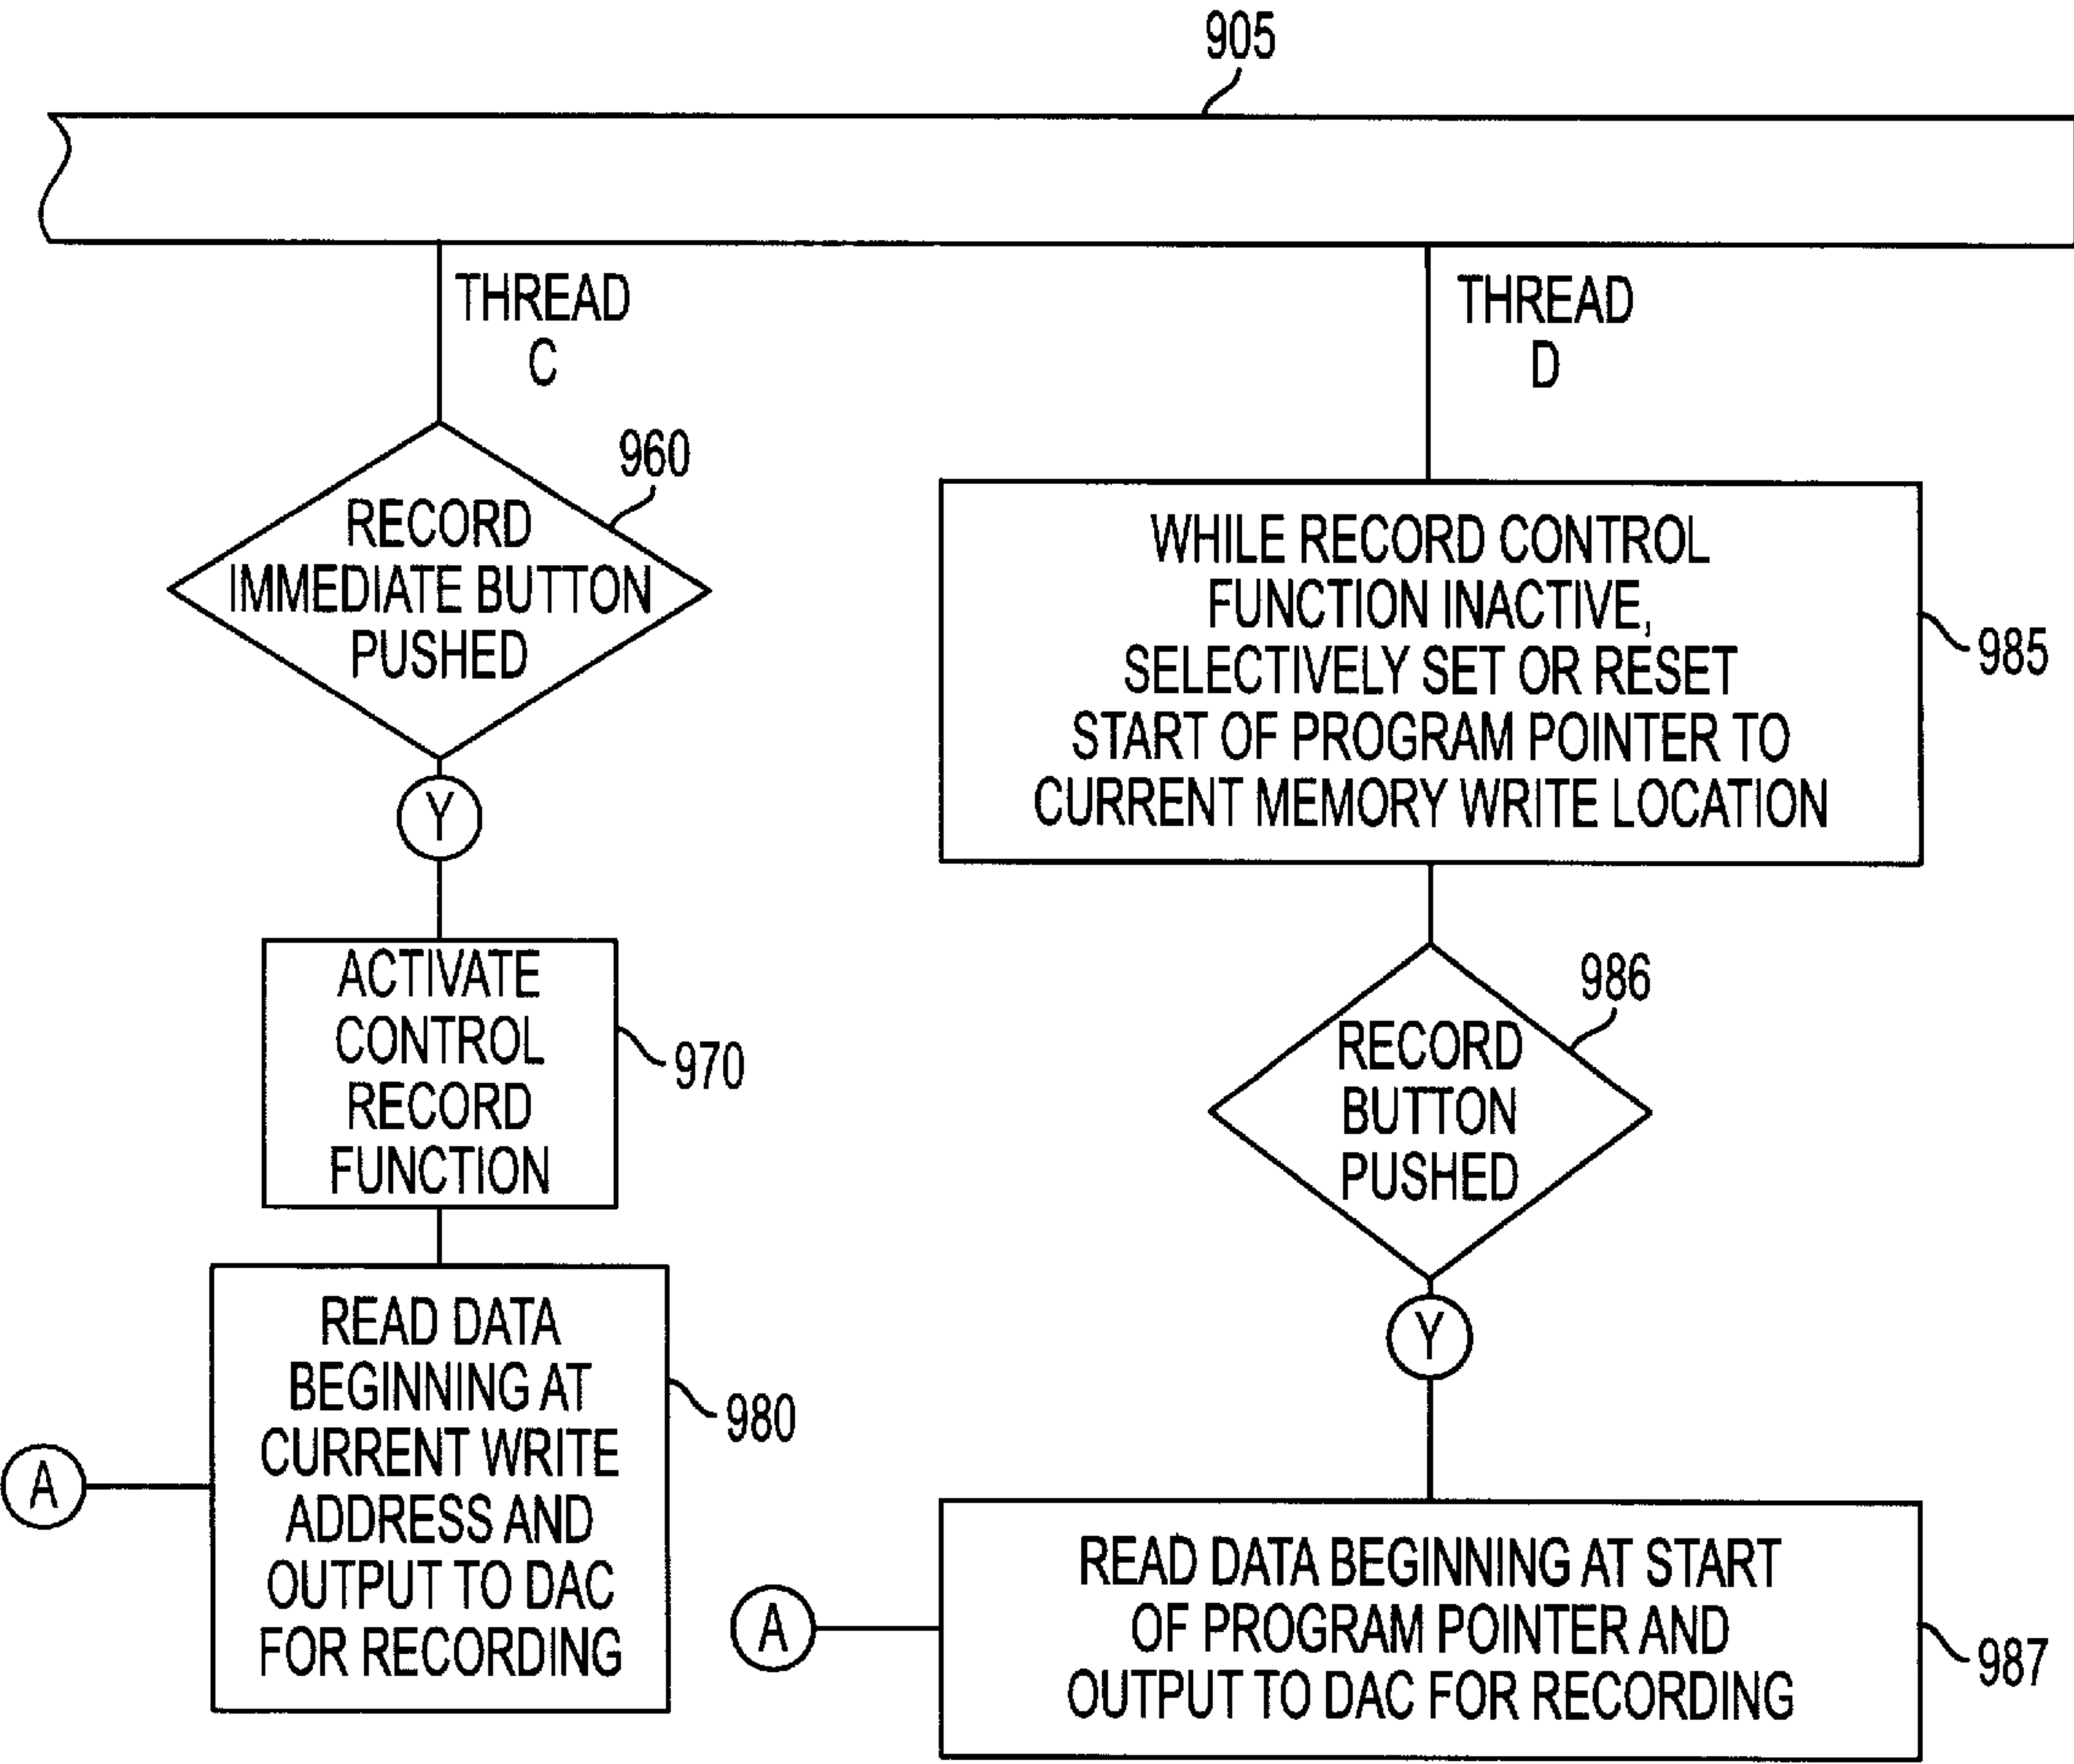 905
THREAD
C
THREAD
D
960
RECORD
IMMEDIATE BUTTON
PUSHED
Y
ACTIVATE
CONTROL
RECORD
FUNCTION
970
READ DATA
BEGINNING AT
CURRENT WRITE
ADDRESS AND
OUTPUT TO DAC
FOR RECORDING
980
A
WHILE RECORD CONTROL
FUNCTION INACTIVE,
SELECTIVELY SET OR RESET
START OF PROGRAM POINTER TO
CURRENT MEMORY WRITE LOCATION
985
986
RECORD
BUTTON
PUSHED
Y
READ DATA BEGINNING AT START
OF PROGRAM POINTER AND
OUTPUT TO DAC FOR RECORDING
987
A